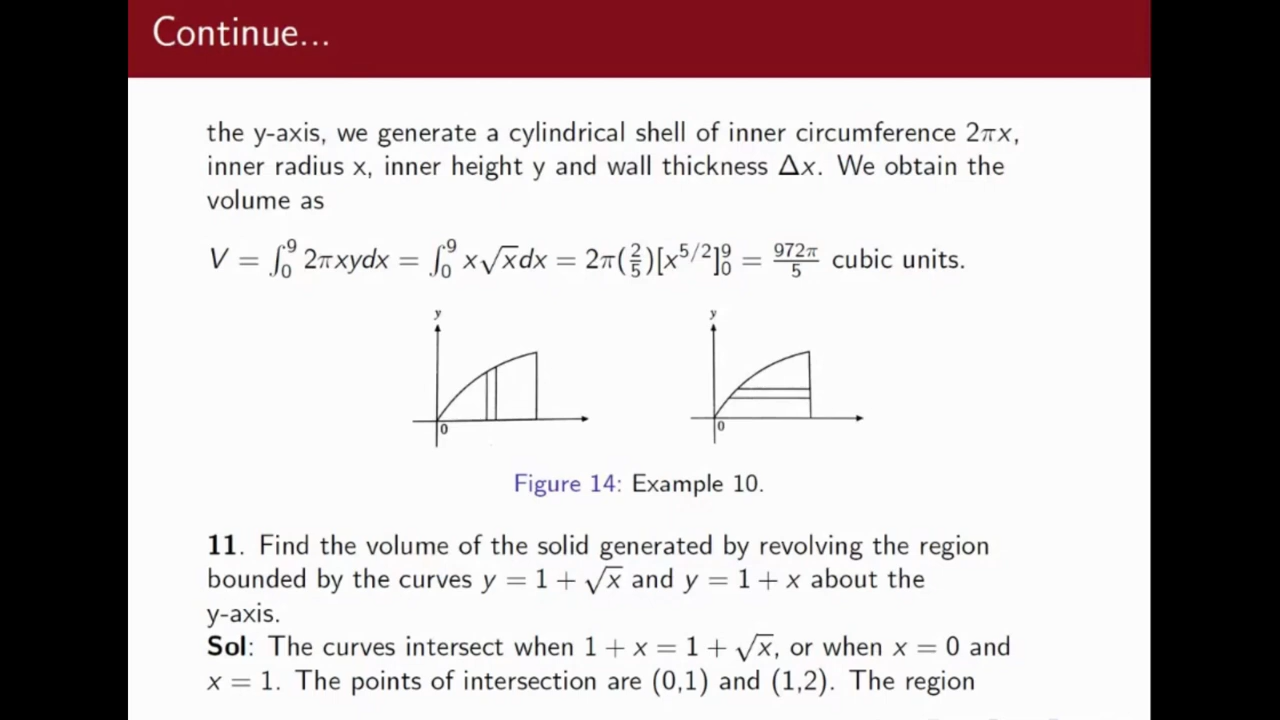 Continue...
the y-axis, we generate a cylindrical shell of inner circumference 2πx,
inner radius x, inner height y and wall thickness Δx. We obtain the
volume as
V = ∫₀⁹ 2πxydx = ∫₀⁹ x√xdx = 2π(2/5)[x^{5/2}]₀⁹ = 972π/5 cubic units.
y y
0 0
Figure 14: Example 10.
11. Find the volume of the solid generated by revolving the region
bounded by the curves y = 1 + √x and y = 1 + x about the
y-axis.
Sol: The curves intersect when 1 + x = 1 + √x, or when x = 0 and
x = 1. The points of intersection are (0,1) and (1,2). The region